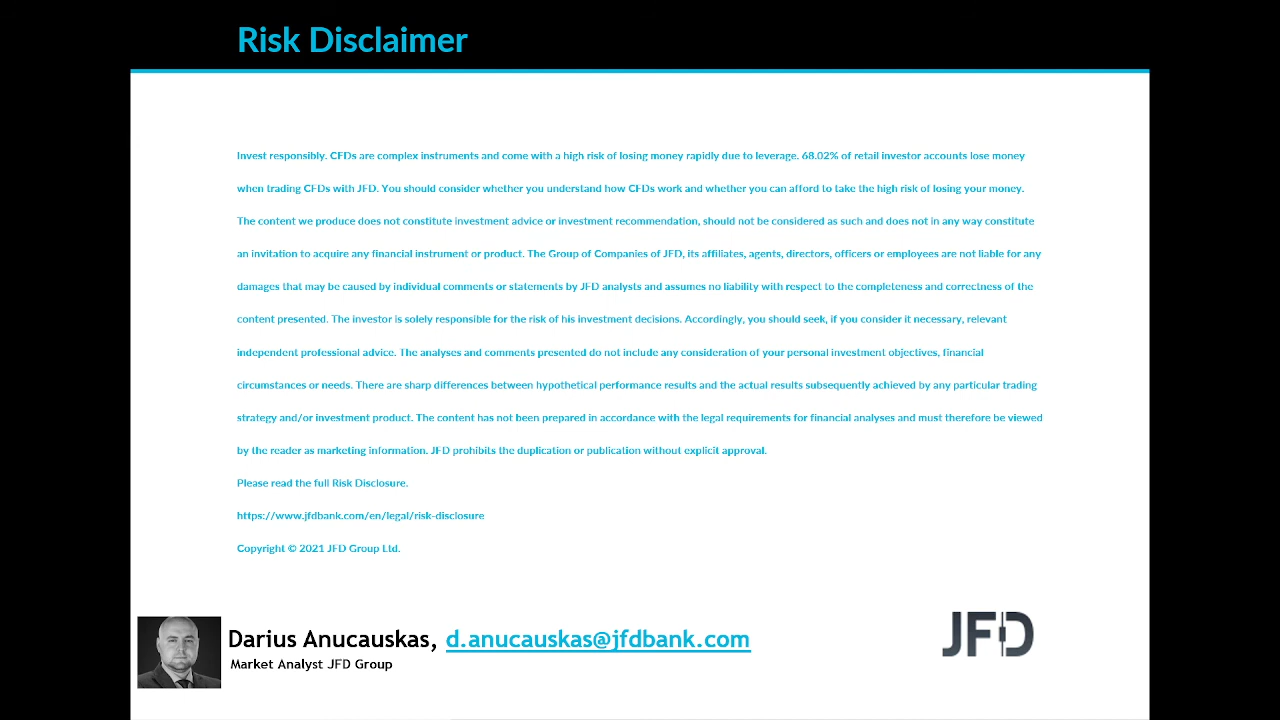 Risk Disclaimer
Invest responsibly. CFDs are complex instruments and come with a high risk of losing money rapidly due to leverage. 68.02% of retail investor accounts lose money
when trading CFDs with JFD. You should consider whether you understand how CFDs work and whether you can afford to take the high risk of losing your money.
The content we produce does not constitute investment advice or investment recommendation, should not be considered as such and does not in any way constitute
an invitation to acquire any financial instrument or product. The Group of Companies of JFD, its affiliates, agents, directors, officers or employees are not liable for any
damages that may be caused by individual comments or statements by JFD analysts and assumes no liability with respect to the completeness and correctness of the
content presented. The investor is solely responsible for the risk of his investment decisions. Accordingly, you should seek, if you consider it necessary, relevant
independent professional advice. The analyses and comments presented do not include any consideration of your personal investment objectives, financial
circumstances or needs. There are sharp differences between hypothetical performance results and the actual results subsequently achieved by any particular trading
strategy and/or investment product. The content has not been prepared in accordance with the legal requirements for financial analyses and must therefore be viewed
by the reader as marketing information. JFD prohibits the duplication or publication without explicit approval.
Please read the full Risk Disclosure.
https://www.jfdbank.com/en/legal/risk-disclosure
Copyright © 2021 JFD Group Ltd.
Darius Anucauskas, d.anucauskas@jfdbank.com
Market Analyst JFD Group
JFD